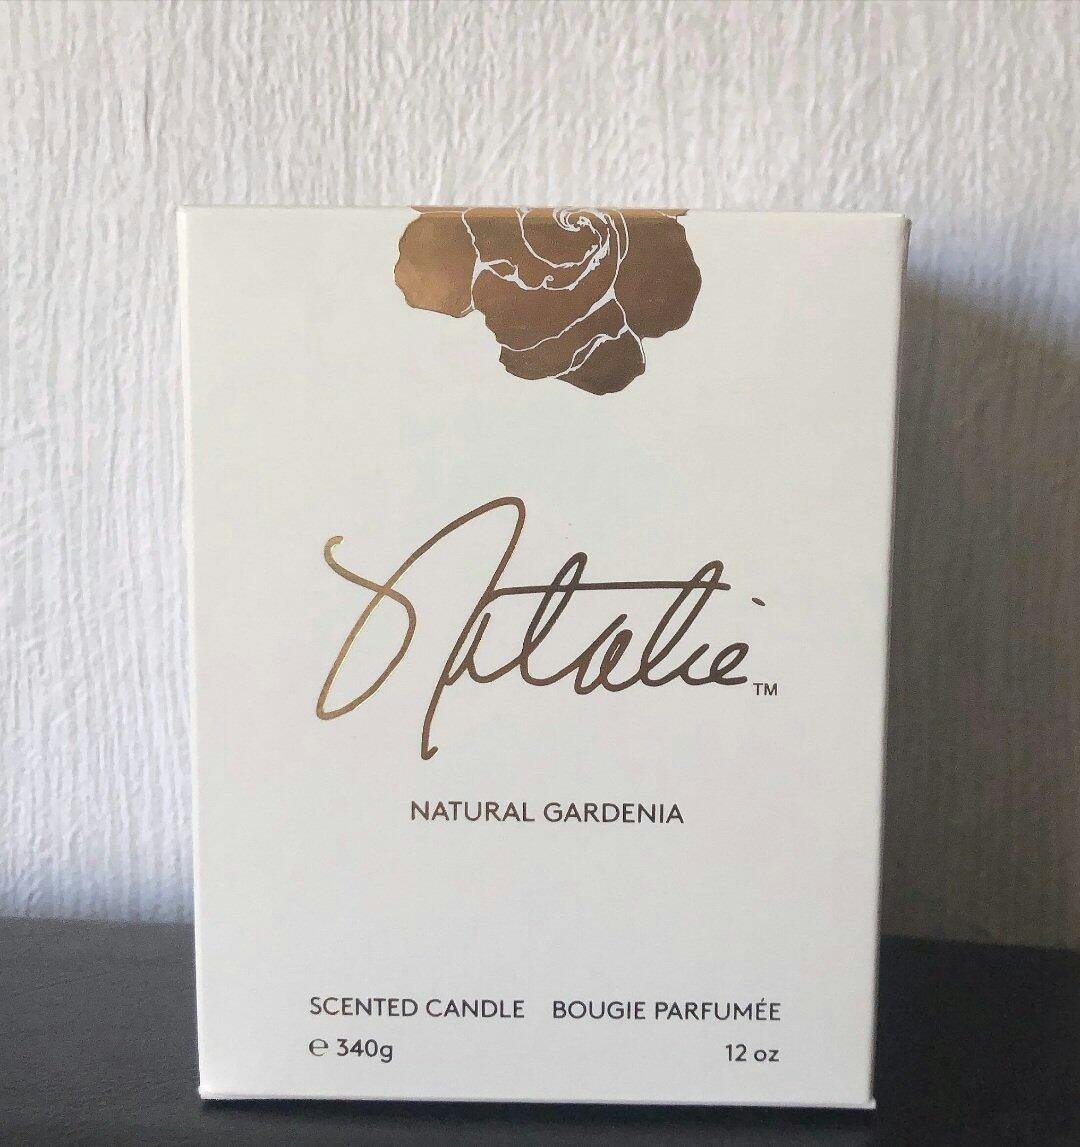 Natalie™
NATURAL GARDENIA
SCENTED CANDLE BOUGIE PARFUMÉE
℮ 340g 12 oz